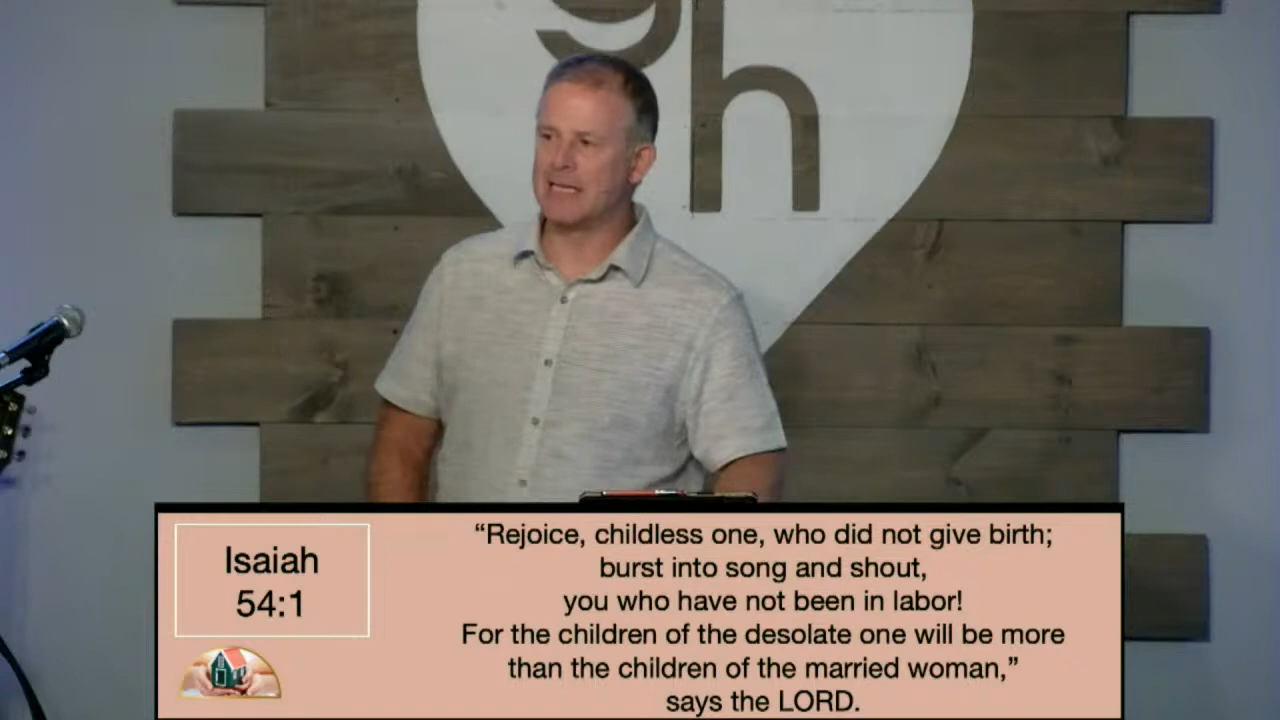 gh
Isaiah
54:1
“Rejoice, childless one, who did not give birth;
burst into song and shout,
you who have not been in labor!
For the children of the desolate one will be more
than the children of the married woman,”
says the LORD.